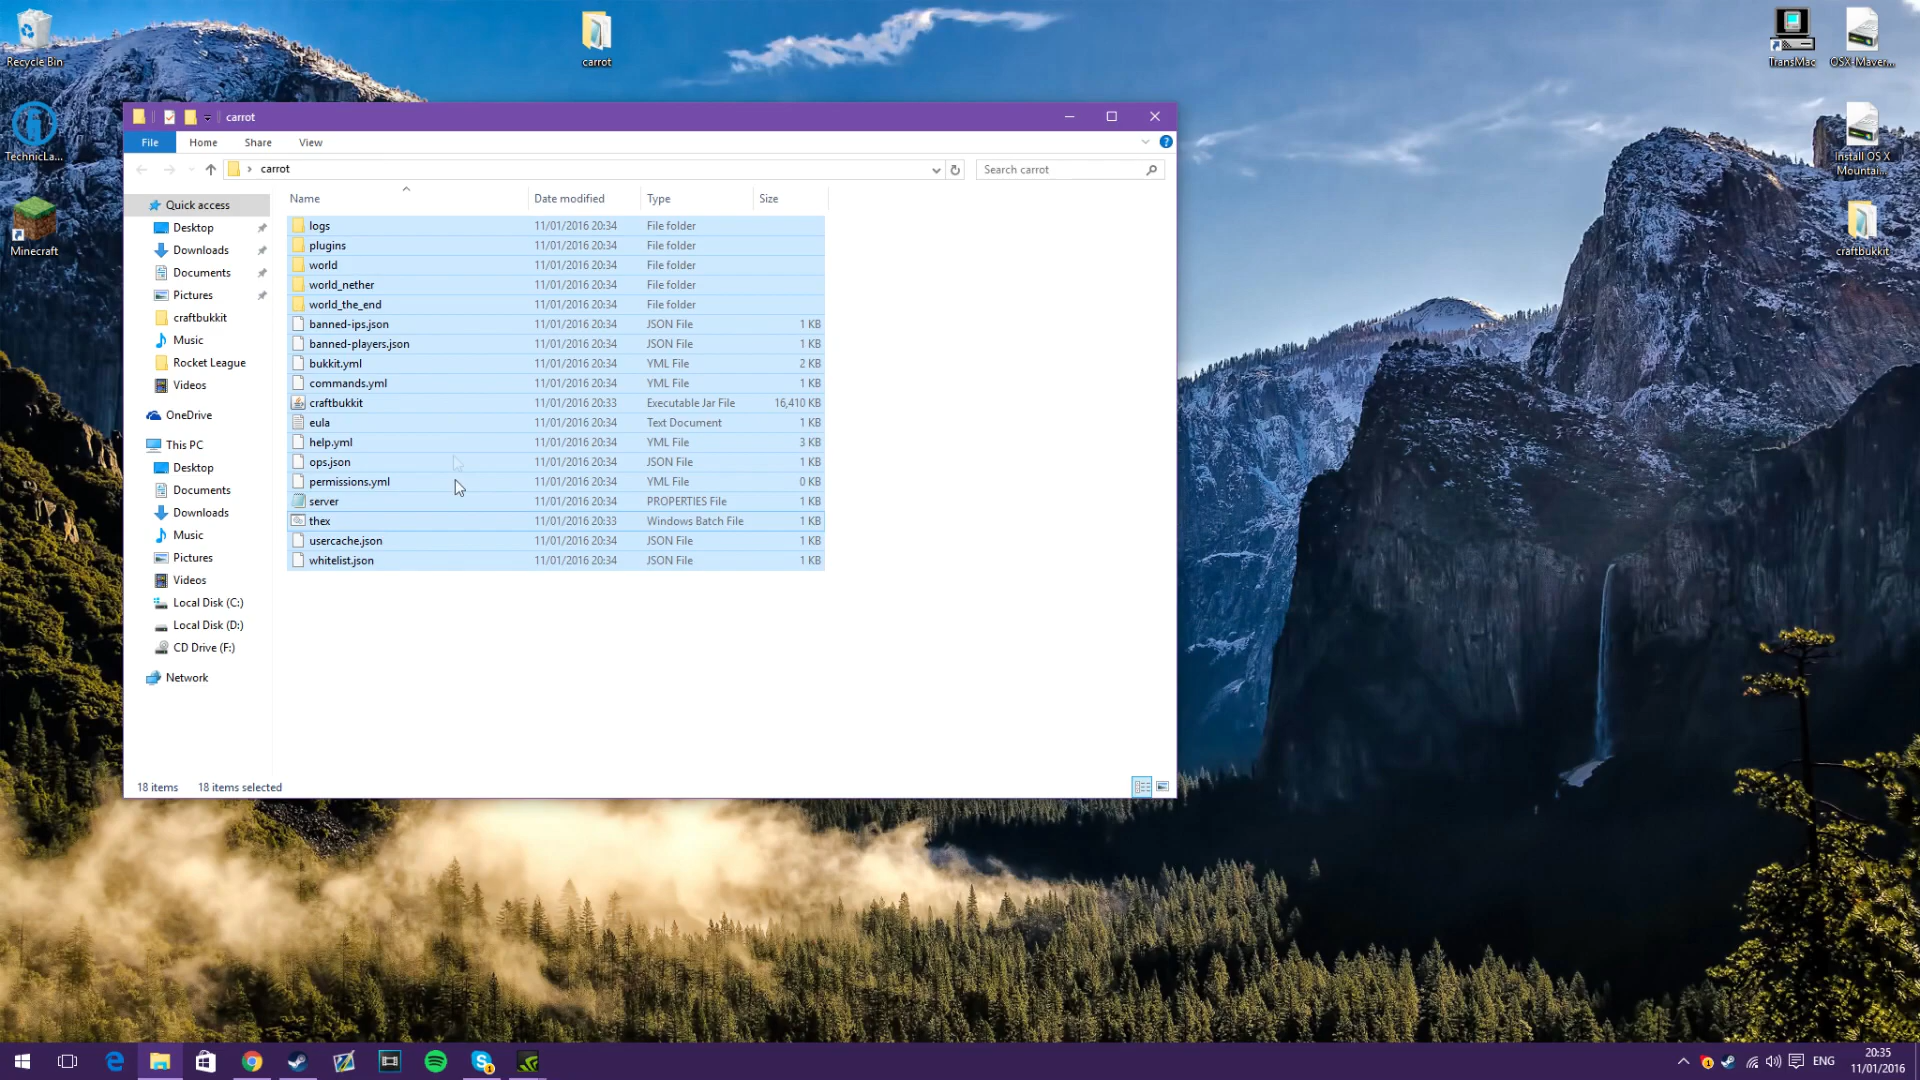 Recycle Bin
carrot
TransMac
OSX-Maver...
TechnicLa...
Install OS X
Mountai...
Minecraft
craftbukkit
carrot
File Home Share View
carrot
Search carrot
Name Date modified Type Size
Quick access
Desktop
Downloads
Documents
Pictures
craftbukkit
Music
Rocket League
Videos
OneDrive
This PC
Desktop
Documents
Downloads
Music
Pictures
Videos
Local Disk (C:)
Local Disk (D:)
CD Drive (F:)
Network
logs 11/01/2016 20:34 File folder
plugins 11/01/2016 20:34 File folder
world 11/01/2016 20:34 File folder
world_nether 11/01/2016 20:34 File folder
world_the_end 11/01/2016 20:34 File folder
banned-ips.json 11/01/2016 20:34 JSON File 1 KB
banned-players.json 11/01/2016 20:34 JSON File 1 KB
bukkit.yml 11/01/2016 20:34 YML File 2 KB
commands.yml 11/01/2016 20:34 YML File 1 KB
craftbukkit 11/01/2016 20:33 Executable Jar File 16,410 KB
eula 11/01/2016 20:34 Text Document 1 KB
help.yml 11/01/2016 20:34 YML File 3 KB
ops.json 11/01/2016 20:34 JSON File 1 KB
permissions.yml 11/01/2016 20:34 YML File 0 KB
server 11/01/2016 20:34 PROPERTIES File 1 KB
thex 11/01/2016 20:33 Windows Batch File 1 KB
usercache.json 11/01/2016 20:34 JSON File 1 KB
whitelist.json 11/01/2016 20:34 JSON File 1 KB
18 items 18 items selected
ENG
20:35
11/01/2016